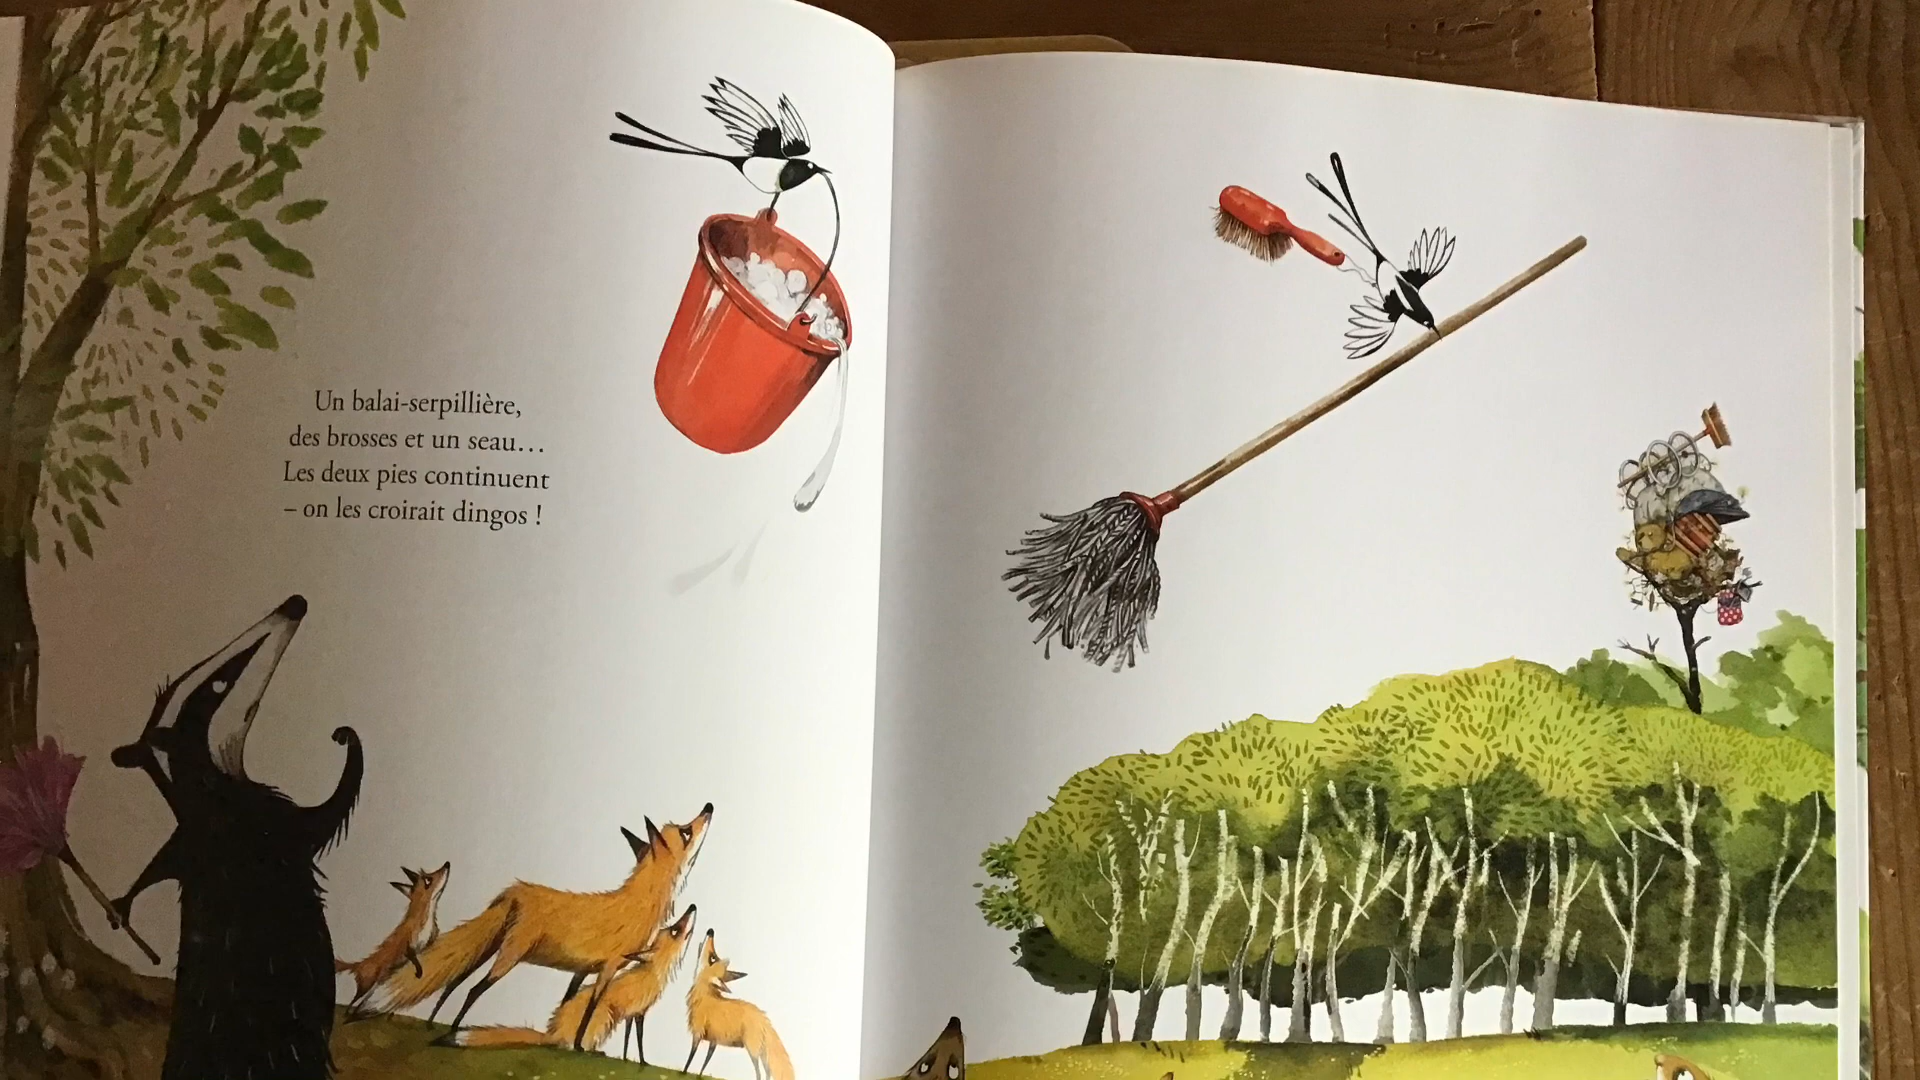 Un balai-serpillière,
des brosses et un seau…
Les deux pies continuent
– on les croirait dingos !